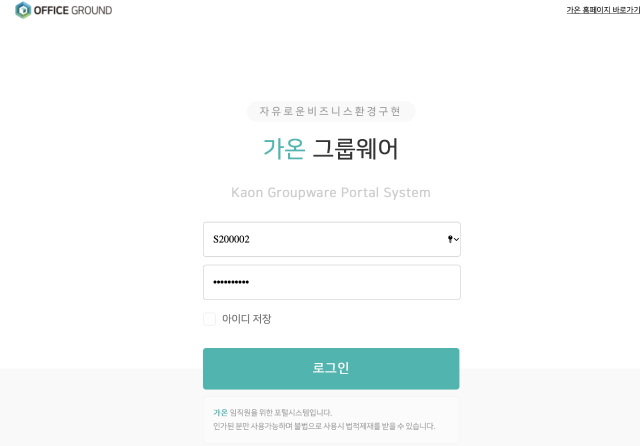 OFFICE GROUND
가온 홈페이지 바로가기
자유로운비즈니스환경구현
가온 그룹웨어
Kaon Groupware Portal System
S200002
••••••••••
아이디 저장
로그인
가온 임직원을 위한 포털시스템입니다.
인가된 분만 사용가능하며 불법으로 사용시 법적제재를 받을 수 있습니다.